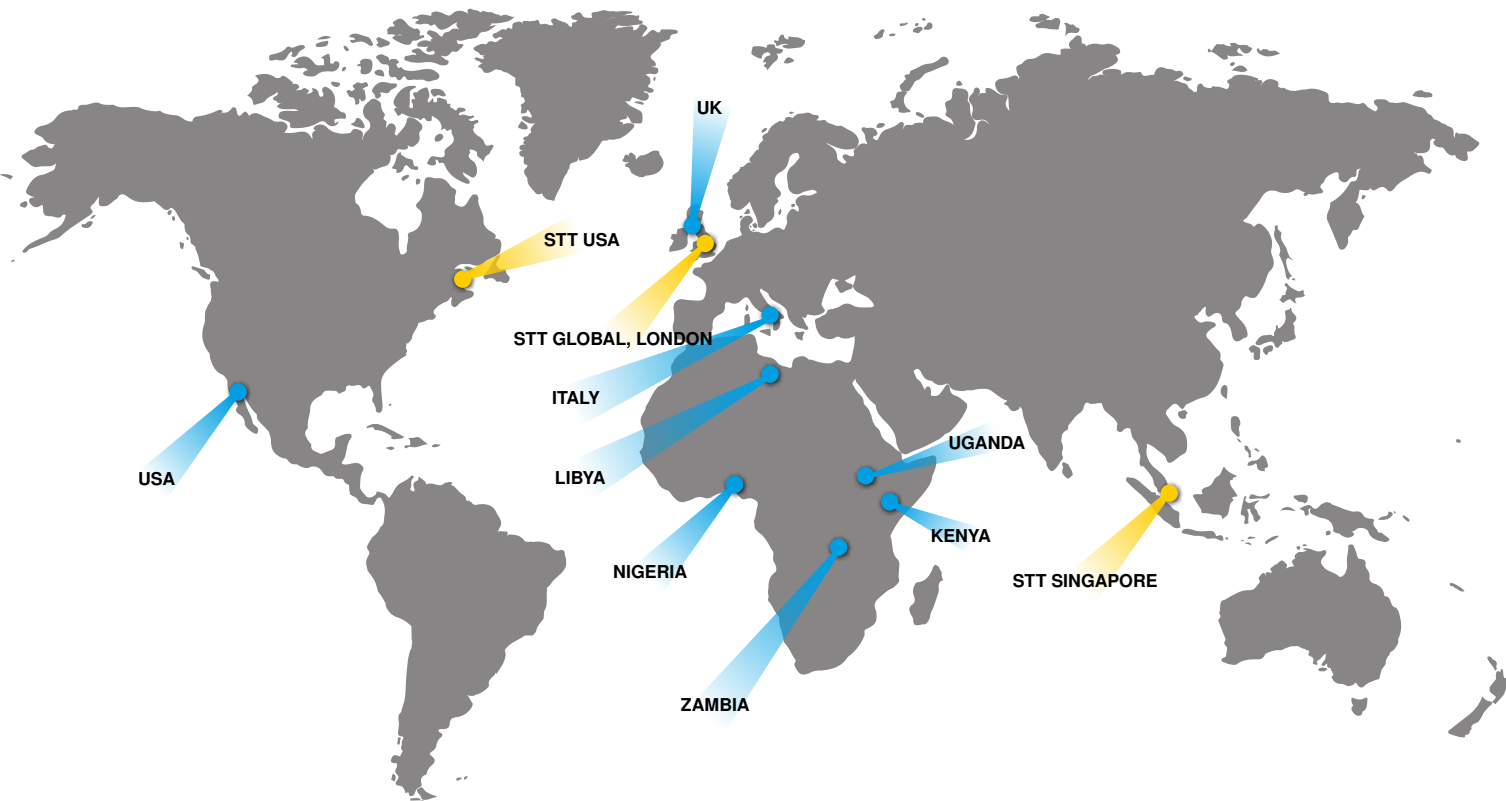 UK
STT USA
STT GLOBAL, LONDON
ITALY
UGANDA
USA
LIBYA
KENYA
NIGERIA
STT SINGAPORE
ZAMBIA